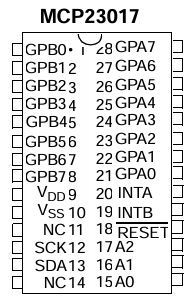 MCP23017
GPB0 • 1 28 GPA7
GPB1 2 27 GPA6
GPB2 3 26 GPA5
GPB3 4 25 GPA4
GPB4 5 24 GPA3
GPB5 6 23 GPA2
GPB6 7 22 GPA1
GPB7 8 21 GPA0
VDD 9 20 INTA
VSS 10 19 INTB
NC 11 18 RESET
SCK 12 17 A2
SDA 13 16 A1
NC 14 15 A0